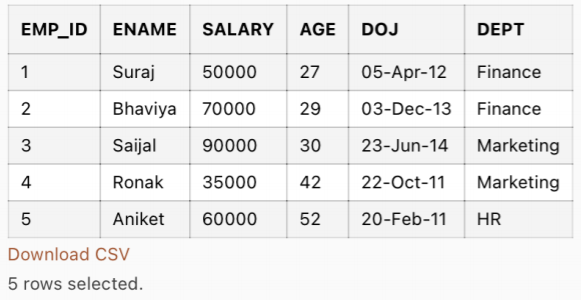 EMP_ID ENAME SALARY AGE DOJ DEPT
1 Suraj 50000 27 05-Apr-12 Finance
2 Bhaviya 70000 29 03-Dec-13 Finance
3 Saijal 90000 30 23-Jun-14 Marketing
4 Ronak 35000 42 22-Oct-11 Marketing
5 Aniket 60000 52 20-Feb-11 HR
Download CSV
5 rows selected.